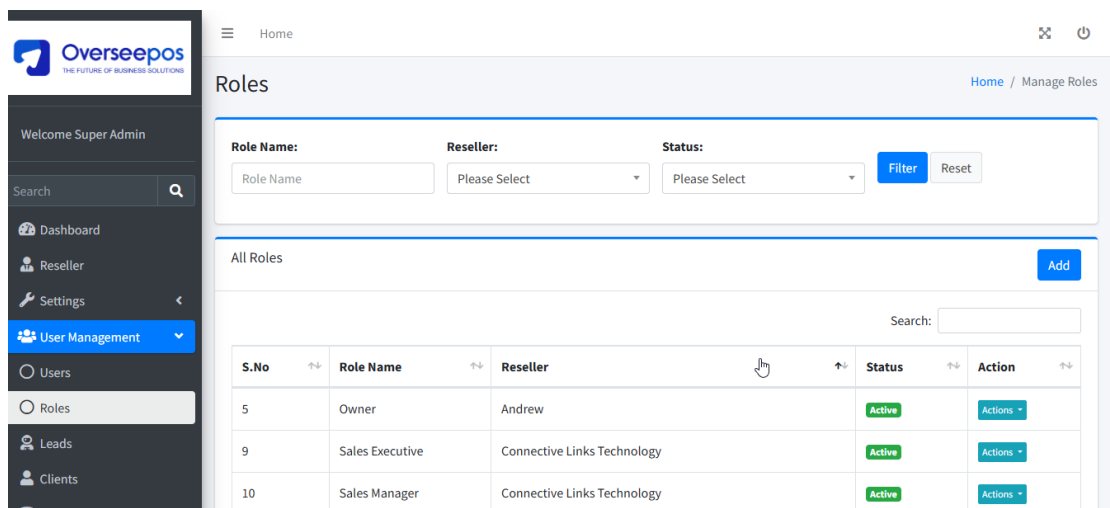 Overseepos
THE FUTURE OF BUSINESS SOLUTIONS
Home
Welcome Super Admin
Search
Dashboard
Reseller
Settings
User Management
Users
Roles
Leads
Clients
Roles
Home / Manage Roles
Role Name: Reseller: Status:
Role Name Please Select Please Select Filter Reset
All Roles
Add
Search:
S.No Role Name Reseller Status Action
5 Owner Andrew Active Actions
9 Sales Executive Connective Links Technology Active Actions
10 Sales Manager Connective Links Technology Active Actions